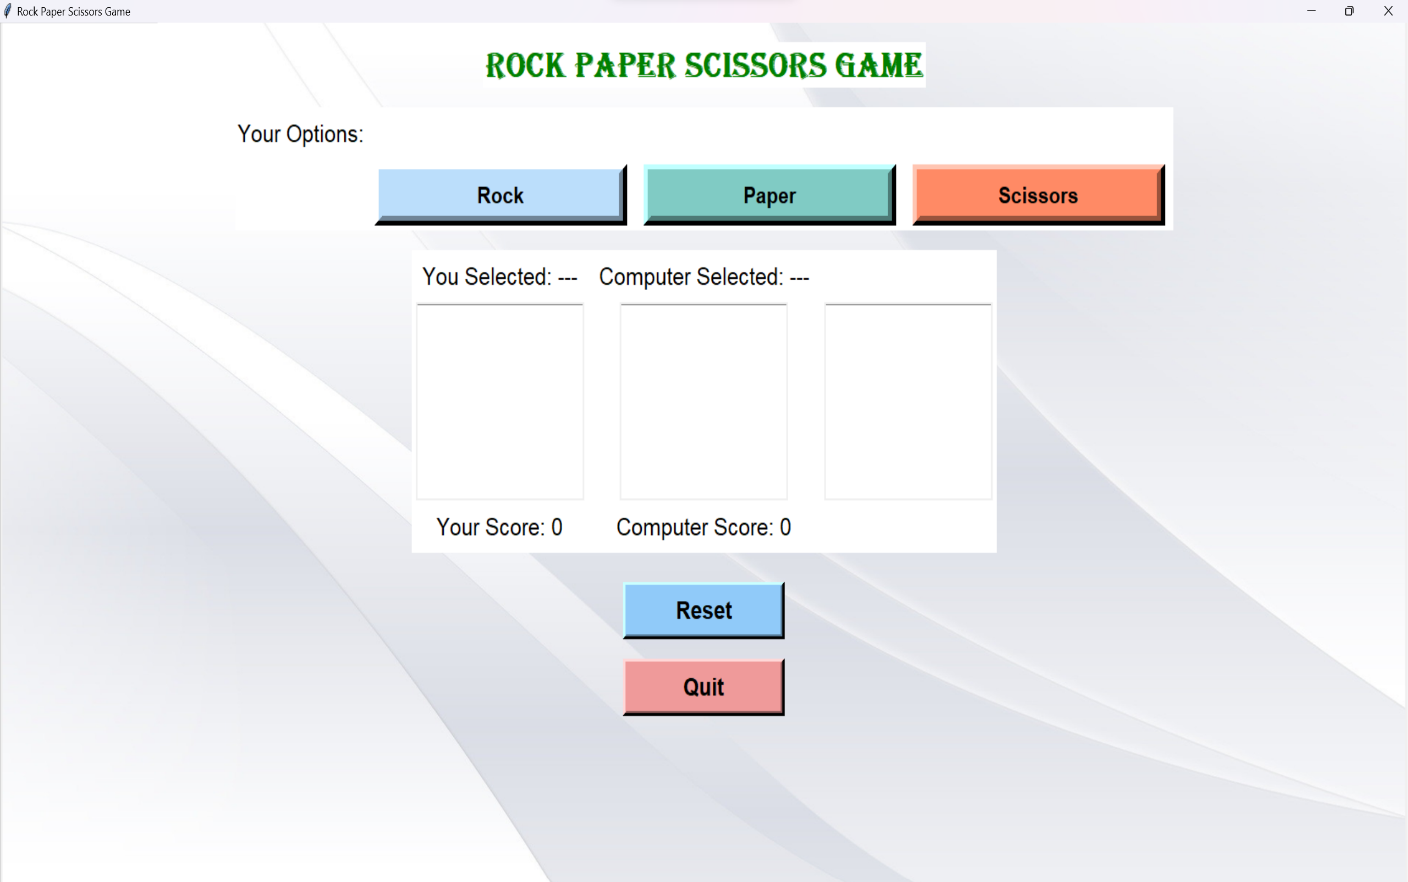 Rock Paper Scissors Game
ROCK PAPER SCISSORS GAME
Your Options:
Rock
Paper
Scissors
You Selected: ---
Computer Selected: ---
Your Score: 0
Computer Score: 0
Reset
Quit